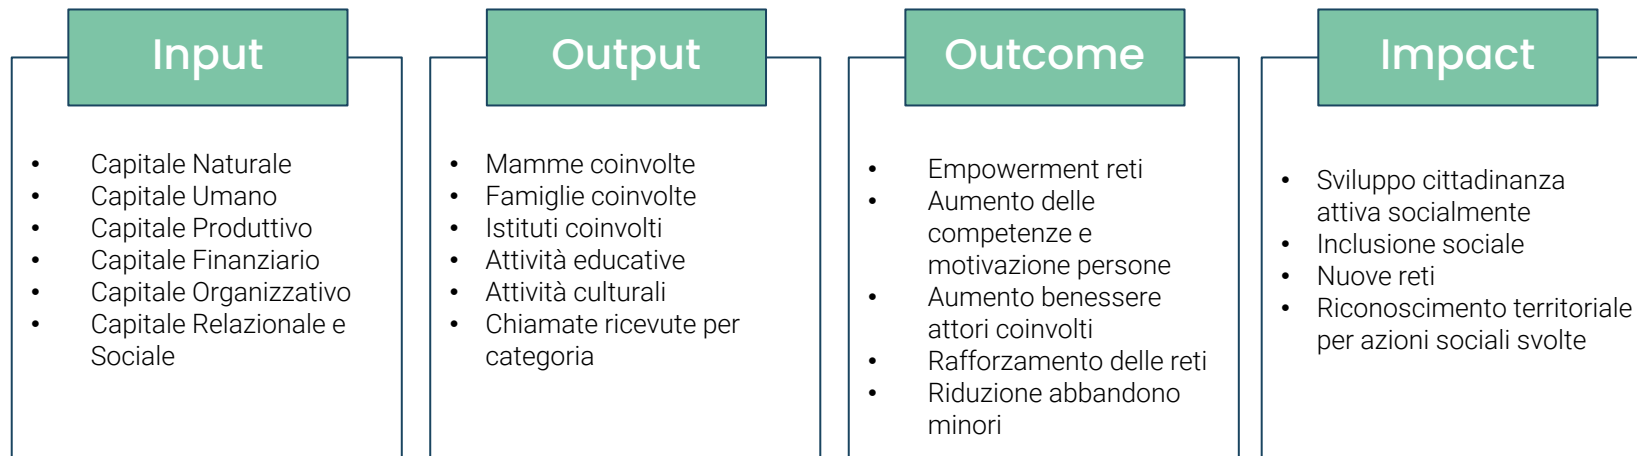 Input
• Capitale Naturale
• Capitale Umano
• Capitale Produttivo
• Capitale Finanziario
• Capitale Organizzativo
• Capitale Relazionale e
Sociale
Output
• Mamme coinvolte
• Famiglie coinvolte
• Istituti coinvolti
• Attività educative
• Attività culturali
• Chiamate ricevute per
categoria
Outcome
• Empowerment reti
• Aumento delle
competenze e
motivazione persone
• Aumento benessere
attori coinvolti
• Rafforzamento delle reti
• Riduzione abbandono
minori
Impact
• Sviluppo cittadinanza
attiva socialmente
• Inclusione sociale
• Nuove reti
• Riconoscimento territoriale
per azioni sociali svolte